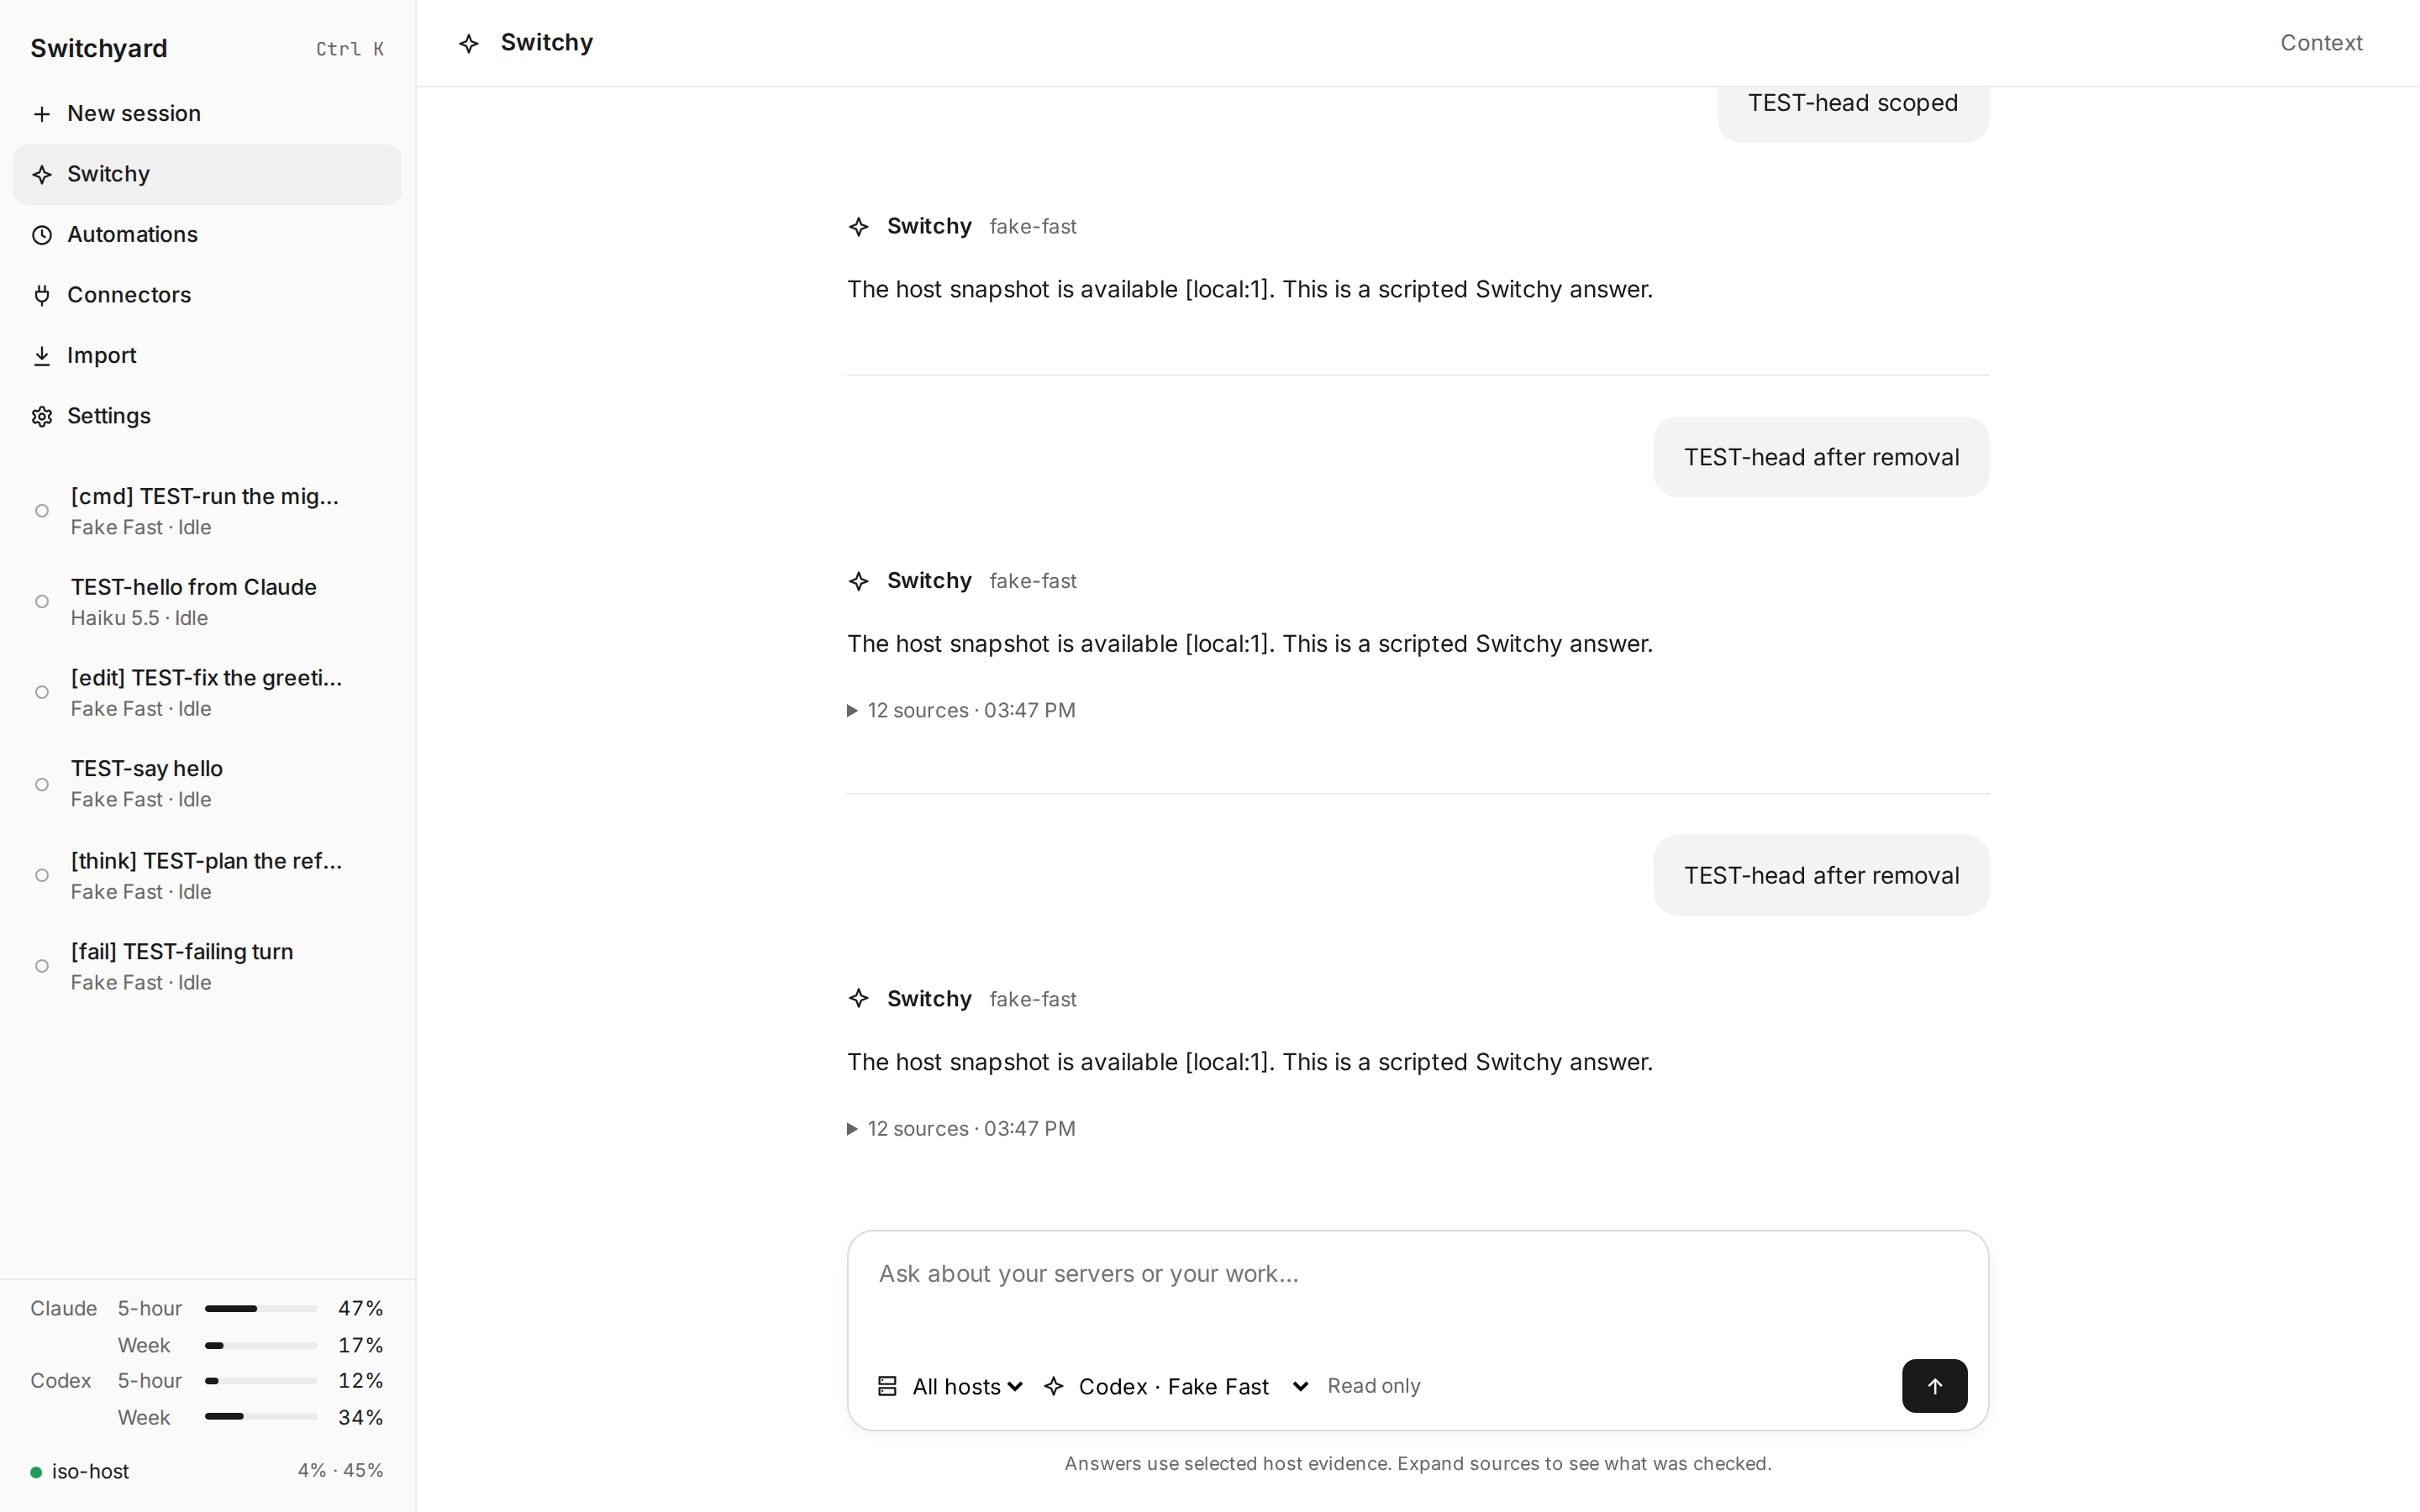 Switchyard Ctrl K
New session
Switchy
Automations
Connectors
Import
Settings
[cmd] TEST-run the mig...
Fake Fast · Idle
TEST-hello from Claude
Haiku 5.5 · Idle
[edit] TEST-fix the greeti...
Fake Fast · Idle
TEST-say hello
Fake Fast · Idle
[think] TEST-plan the ref...
Fake Fast · Idle
[fail] TEST-failing turn
Fake Fast · Idle
Claude 5-hour 47%
Week 17%
Codex 5-hour 12%
Week 34%
iso-host 4% · 45%
Switchy Context
TEST-head scoped
Switchy fake-fast
The host snapshot is available [local:1]. This is a scripted Switchy answer.
TEST-head after removal
Switchy fake-fast
The host snapshot is available [local:1]. This is a scripted Switchy answer.
12 sources · 03:47 PM
TEST-head after removal
Switchy fake-fast
The host snapshot is available [local:1]. This is a scripted Switchy answer.
12 sources · 03:47 PM
Ask about your servers or your work...
All hosts Codex · Fake Fast Read only
Answers use selected host evidence. Expand sources to see what was checked.